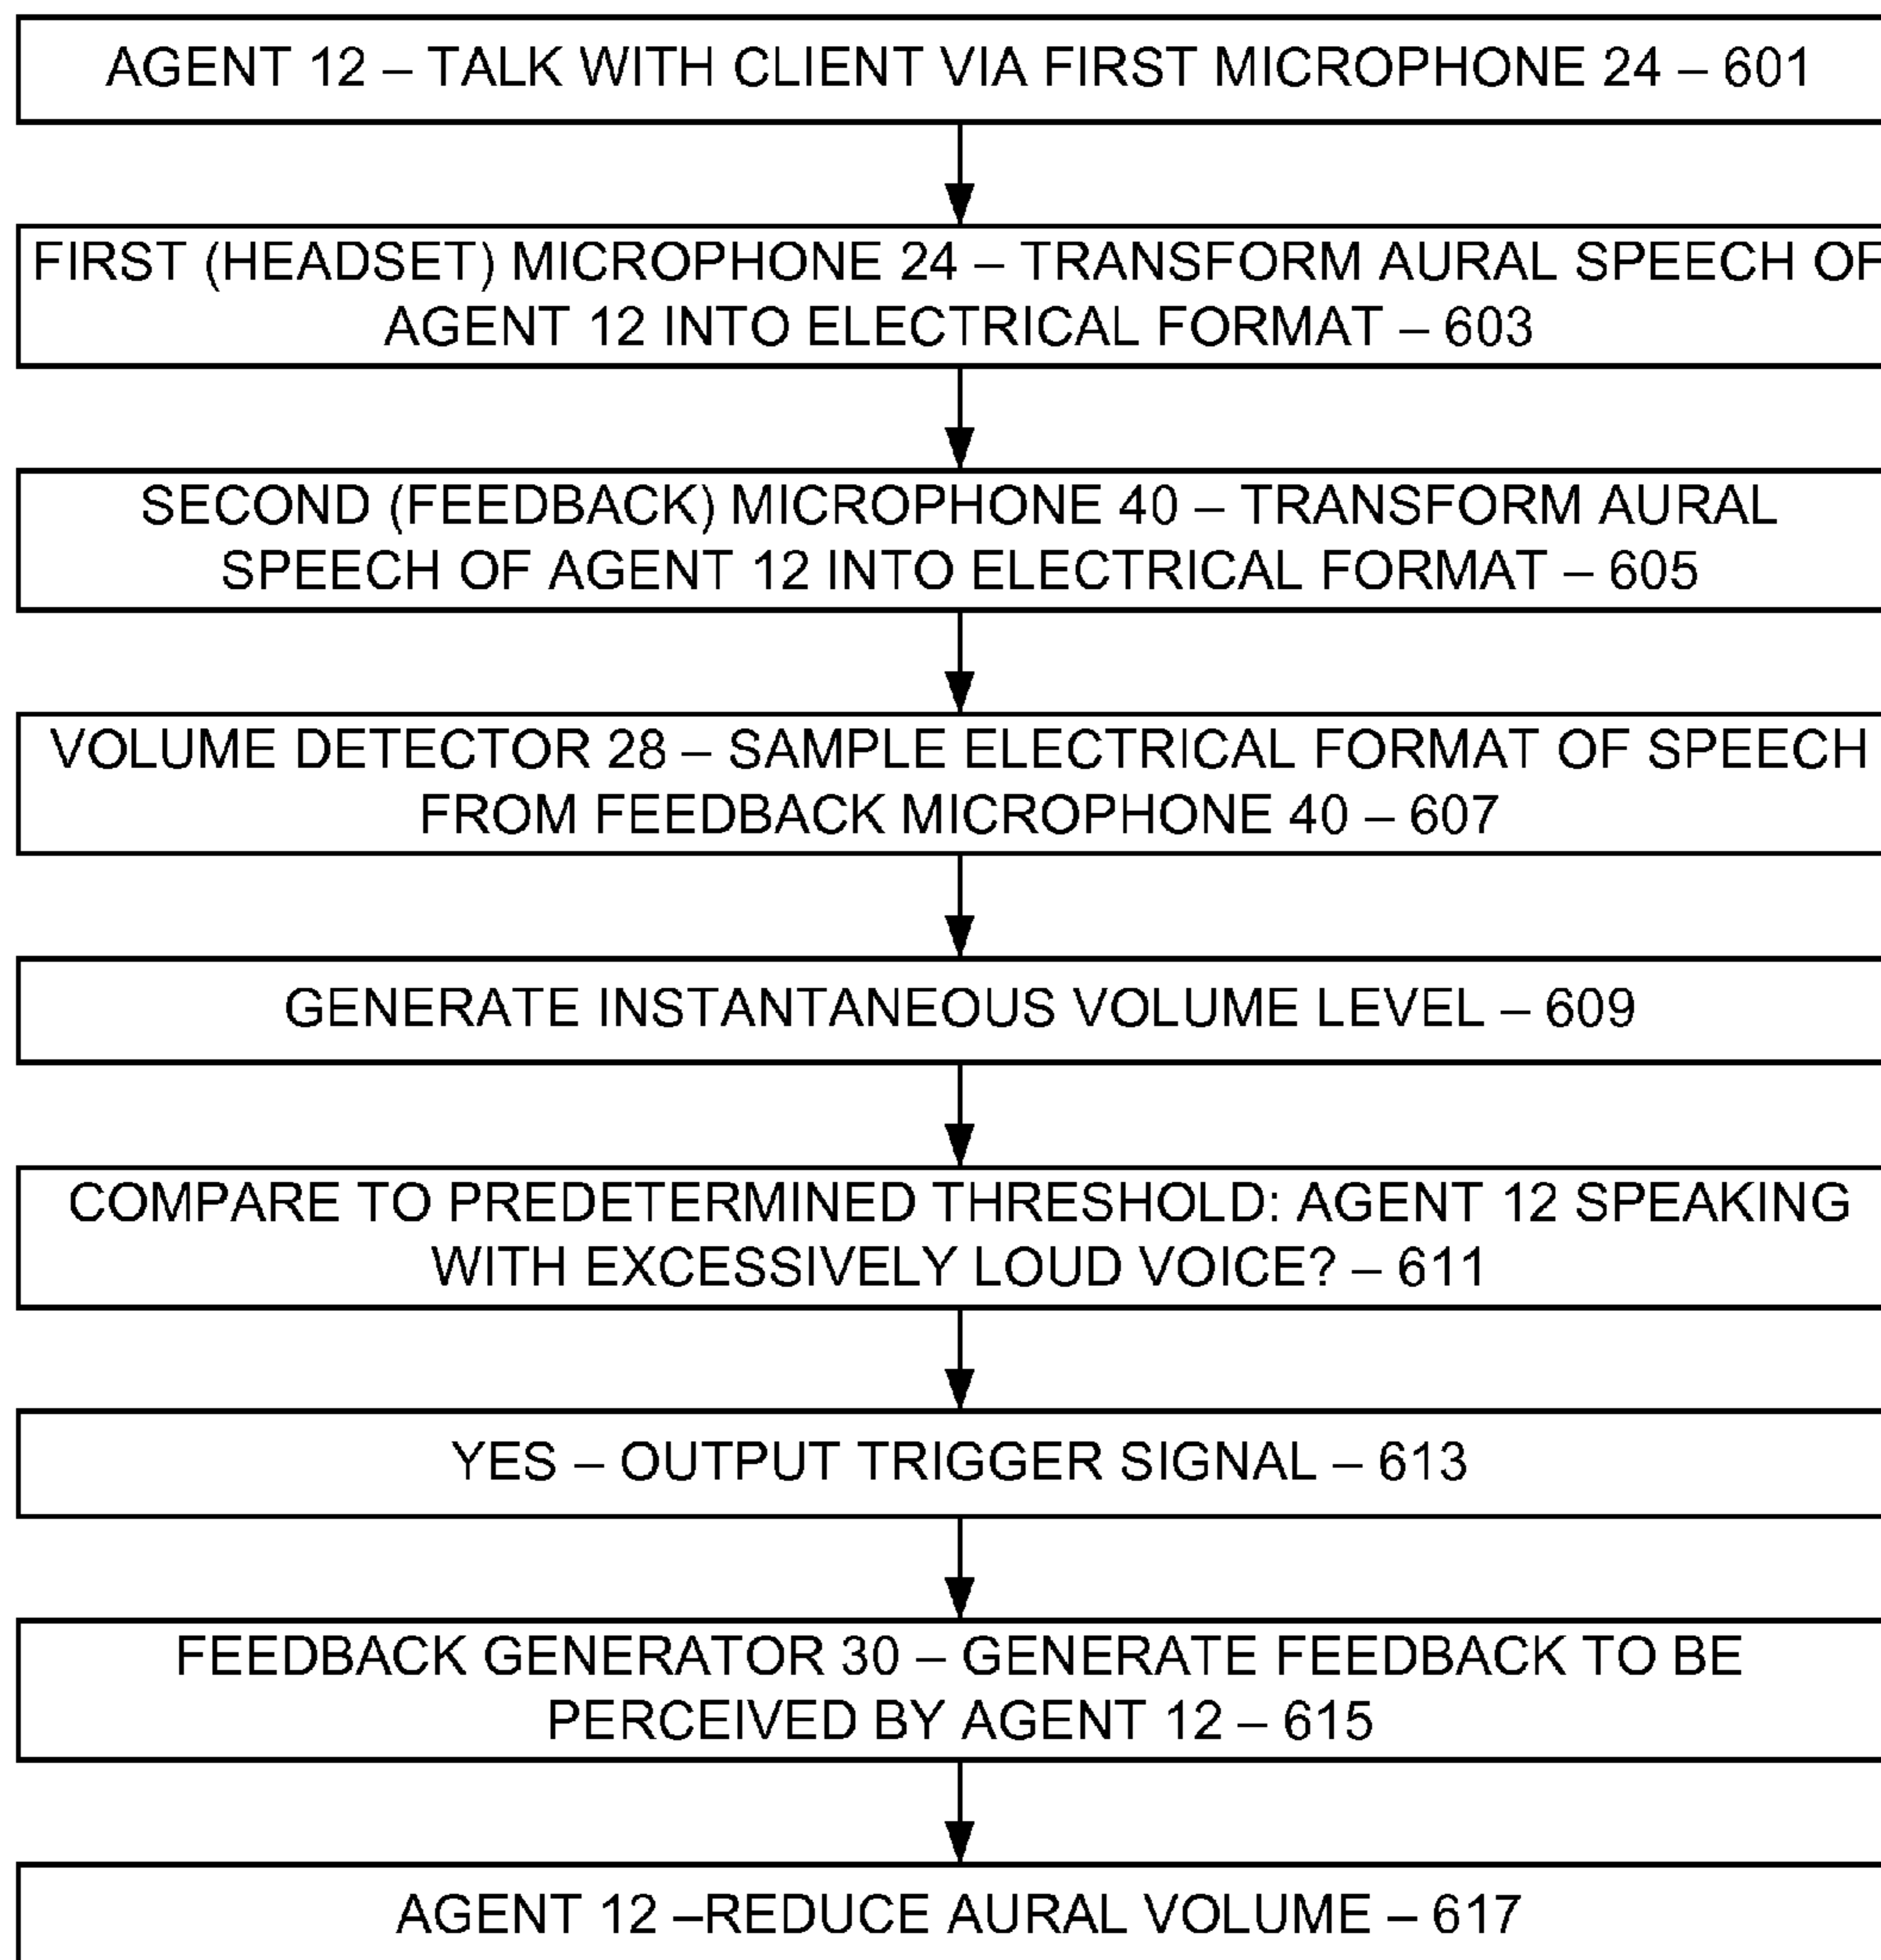 AGENT 12 – TALK WITH CLIENT VIA FIRST MICROPHONE 24 – 601
FIRST (HEADSET) MICROPHONE 24 – TRANSFORM AURAL SPEECH OF
AGENT 12 INTO ELECTRICAL FORMAT – 603
SECOND (FEEDBACK) MICROPHONE 40 – TRANSFORM AURAL
SPEECH OF AGENT 12 INTO ELECTRICAL FORMAT – 605
VOLUME DETECTOR 28 – SAMPLE ELECTRICAL FORMAT OF SPEECH
FROM FEEDBACK MICROPHONE 40 – 607
GENERATE INSTANTANEOUS VOLUME LEVEL – 609
COMPARE TO PREDETERMINED THRESHOLD: AGENT 12 SPEAKING
WITH EXCESSIVELY LOUD VOICE? – 611
YES – OUTPUT TRIGGER SIGNAL – 613
FEEDBACK GENERATOR 30 – GENERATE FEEDBACK TO BE
PERCEIVED BY AGENT 12 – 615
AGENT 12 –REDUCE AURAL VOLUME – 617